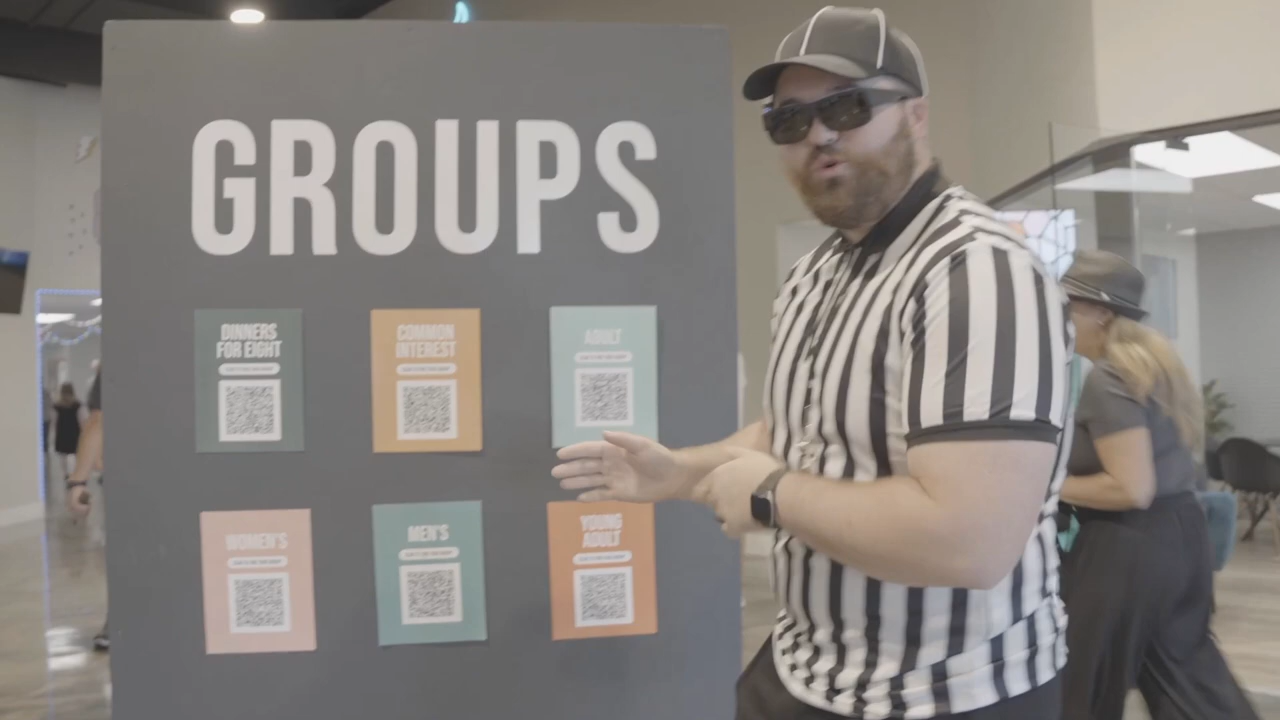 GROUPS
DINNERS
FOR EIGHT
COMMON
INTEREST
ADULT
WOMEN'S
MEN'S
YOUNG
ADULT